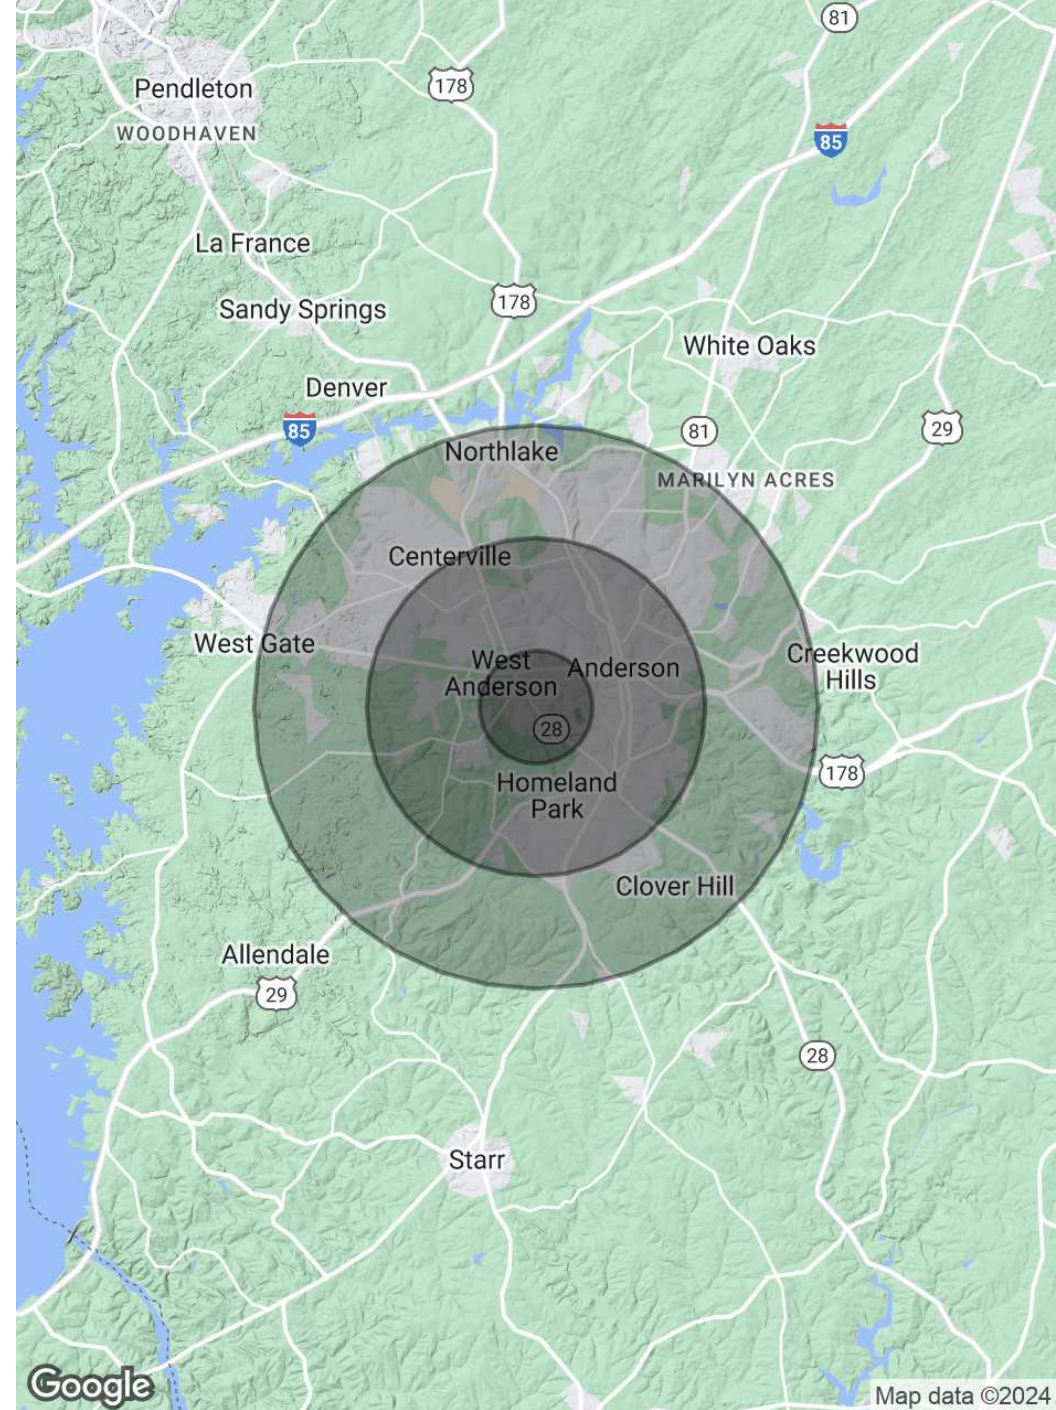 81
Pendleton
178
WOODHAVEN
85
La France
178
Sandy Springs
White Oaks
Denver
85
81
29
Northlake
MARILYN ACRES
Centerville
West Gate
West
Anderson
Anderson
Creekwood
Hills
28
178
Homeland
Park
Clover Hill
Allendale
29
28
Starr
Google
Map data ©2024